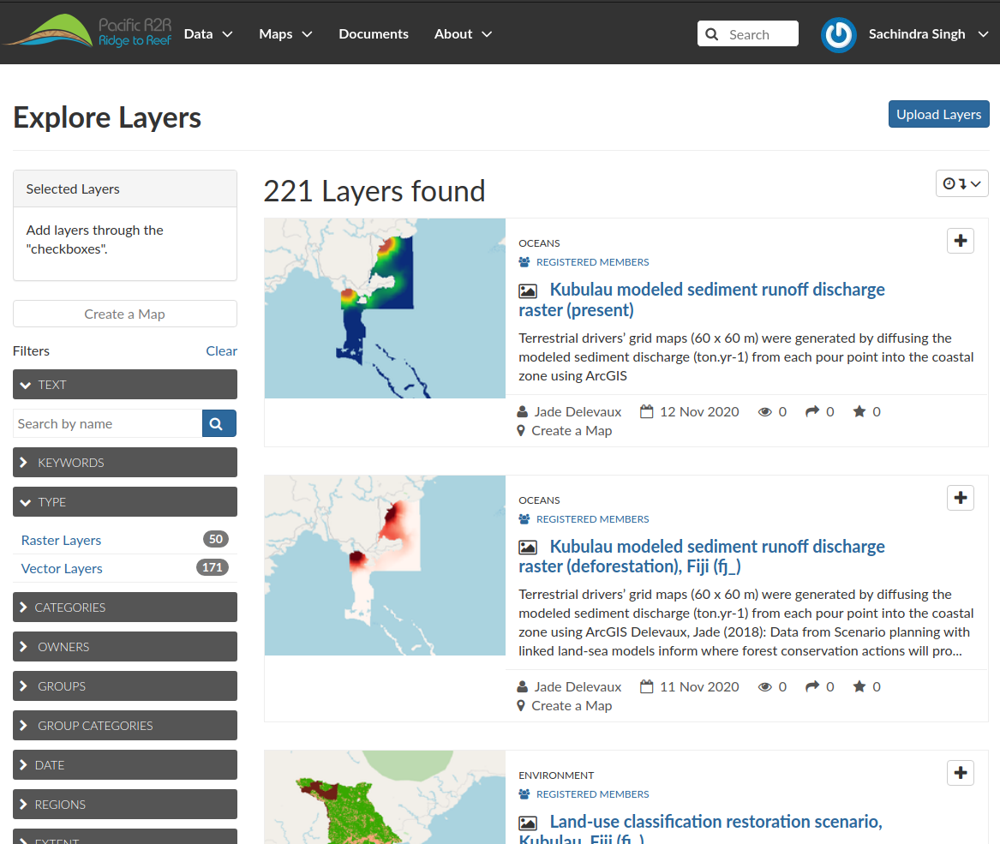 Pacific R2R
Ridge to Reef
Data
Maps
Documents
About
Search
Sachindra Singh
Explore Layers
Upload Layers
Selected Layers
Add layers through the
"checkboxes".
Create a Map
Filters
Clear
TEXT
Search by name
KEYWORDS
TYPE
Raster Layers 50
Vector Layers 171
CATEGORIES
OWNERS
GROUPS
GROUP CATEGORIES
DATE
REGIONS
EXTENT
221 Layers found
OCEANS
REGISTERED MEMBERS
Kubulau modeled sediment runoff discharge
raster (present)
Terrestrial drivers’ grid maps (60 x 60 m) were generated by diffusing the
modeled sediment discharge (ton.yr-1) from each pour point into the coastal
zone using ArcGIS
Jade Delevaux 12 Nov 2020 0 0 0
Create a Map
OCEANS
REGISTERED MEMBERS
Kubulau modeled sediment runoff discharge
raster (deforestation), Fiji (fj_)
Terrestrial drivers’ grid maps (60 x 60 m) were generated by diffusing the
modeled sediment discharge (ton.yr-1) from each pour point into the coastal
zone using ArcGIS Delevaux, Jade (2018): Data from Scenario planning with
linked land-sea models inform where forest conservation actions will pro...
Jade Delevaux 11 Nov 2020 0 0 0
Create a Map
ENVIRONMENT
REGISTERED MEMBERS
Land-use classification restoration scenario,
Kubulau, Fiji (fj_)